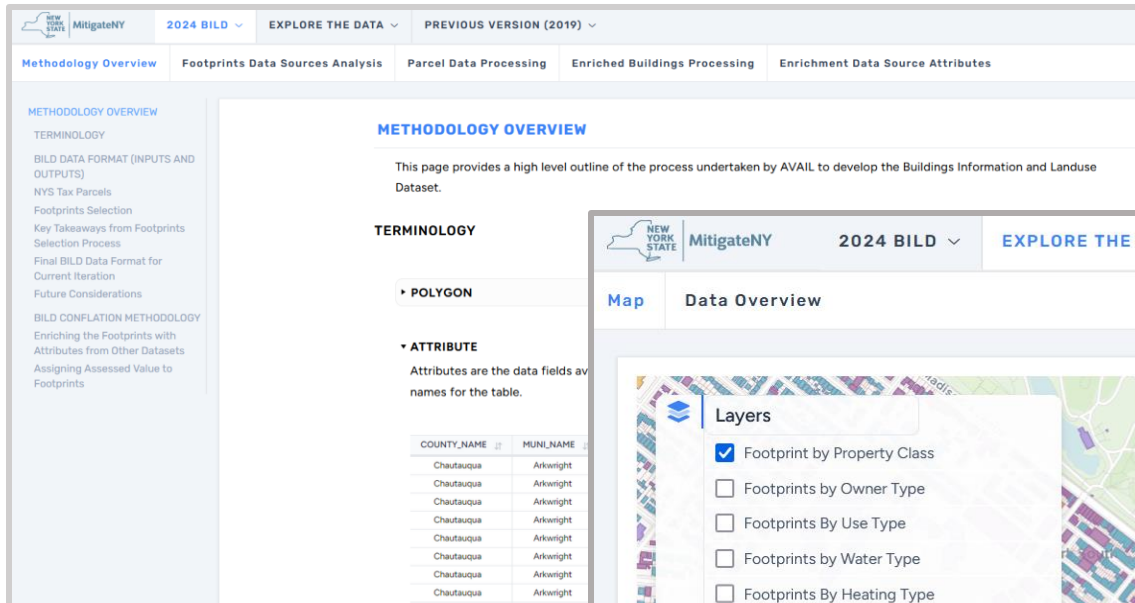 NEW
YORK
STATE
MitigateNY
2024 BILD
EXPLORE THE DATA
PREVIOUS VERSION (2019)
Methodology Overview
Footprints Data Sources Analysis
Parcel Data Processing
Enriched Buildings Processing
Enrichment Data Source Attributes
METHODOLOGY OVERVIEW
TERMINOLOGY
BILD DATA FORMAT (INPUTS AND
OUTPUTS)
NYS Tax Parcels
Footprints Selection
Key Takeaways from Footprints
Selection Process
Final BILD Data Format for
Current Iteration
Future Considerations
BILD CONFLATION METHODOLOGY
Enriching the Footprints with
Attributes from Other Datasets
Assigning Assessed Value to
Footprints
METHODOLOGY OVERVIEW
This page provides a high level outline of the process undertaken by AVAIL to develop the Buildings Information and Landuse
Dataset.
TERMINOLOGY
POLYGON
ATTRIBUTE
Attributes are the data fields av
names for the table.
COUNTY_NAME MUNI_NAME
Chautauqua Arkwright
Chautauqua Arkwright
Chautauqua Arkwright
Chautauqua Arkwright
Chautauqua Arkwright
Chautauqua Arkwright
Chautauqua Arkwright
Chautauqua Arkwright
NEW
YORK
STATE
MitigateNY
2024 BILD
EXPLORE THE
Map
Data Overview
Layers
Footprint by Property Class
Footprints by Owner Type
Footprints By Use Type
Footprints by Water Type
Footprints By Heating Type